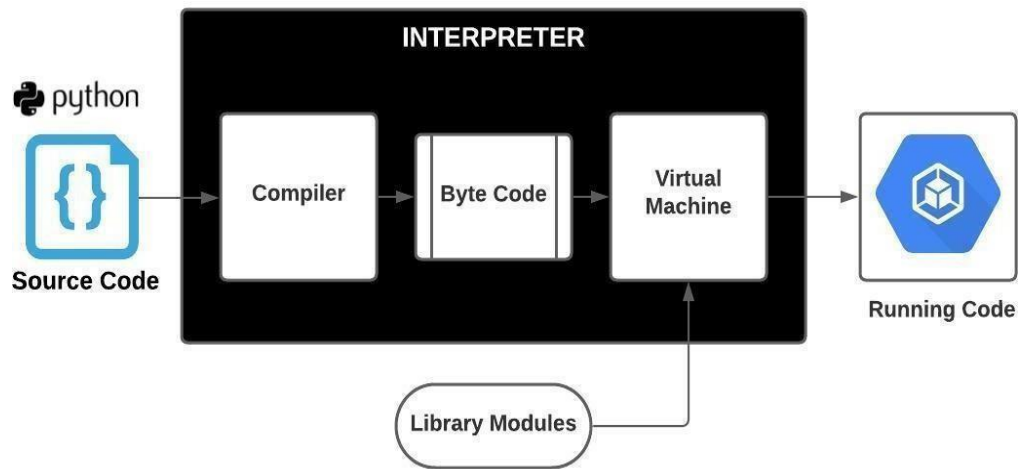 INTERPRETER
python
Source Code
Compiler
Byte Code
Virtual
Machine
Running Code
Library Modules